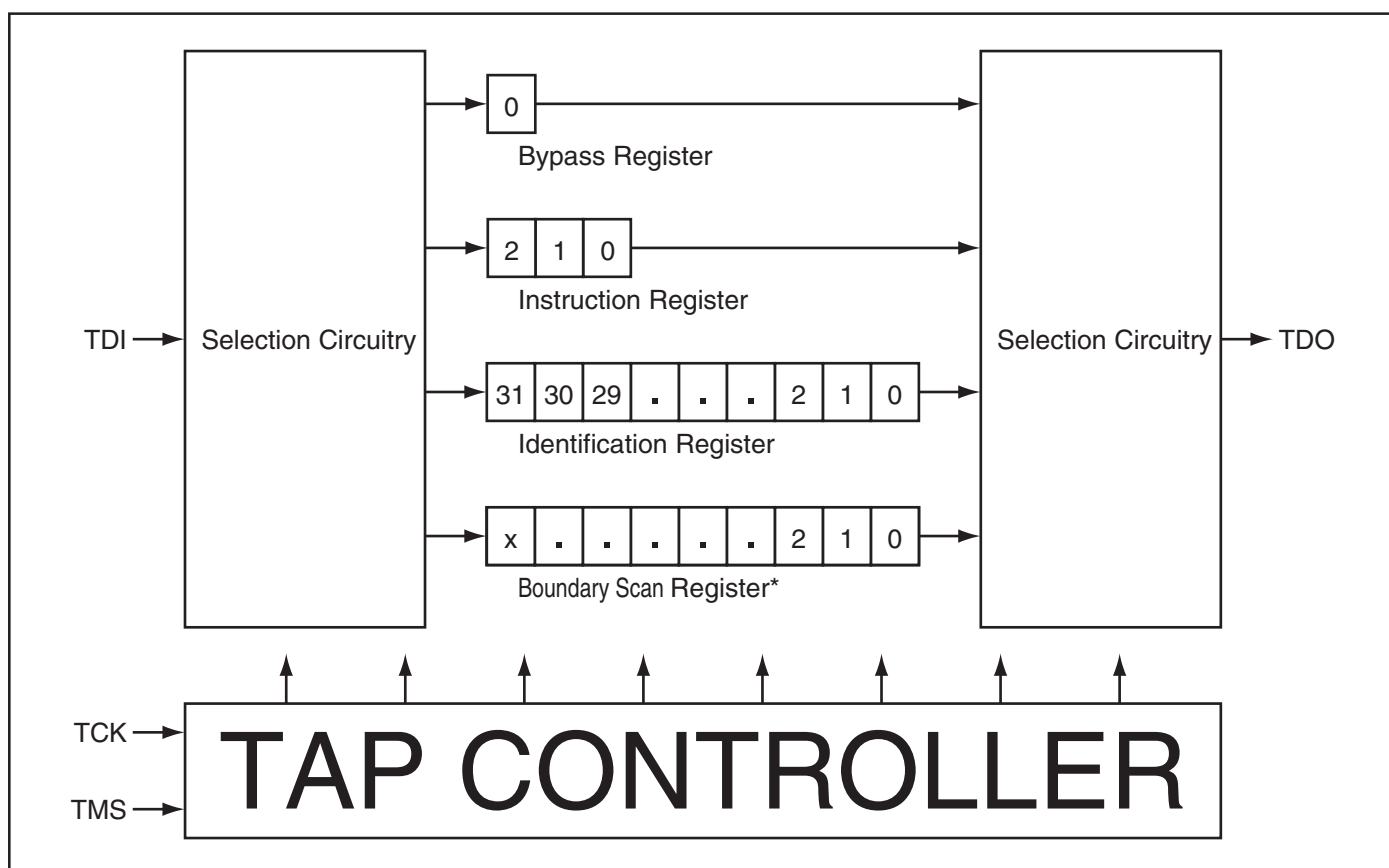 0
Bypass Register
2 1 0
Instruction Register
TDI
Selection Circuitry
Selection Circuitry
TDO
31 30 29 . . . 2 1 0
Identification Register
x . . . . . 2 1 0
Boundary Scan Register*
TCK
TMS
TAP CONTROLLER